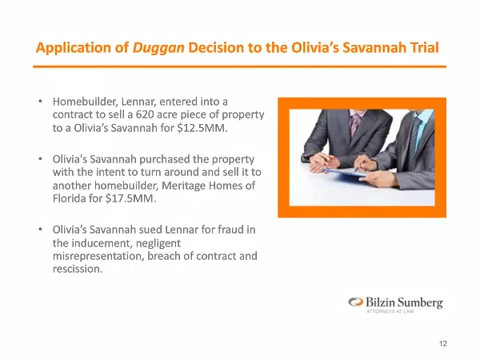 Application of Duggan Decision to the Olivia's Savannah Trial
• Homebuilder, Lennar, entered into a
contract to sell a 620 acre piece of property
to a Olivia's Savannah for $12.5MM.
• Olivia's Savannah purchased the property
with the intent to turn around and sell it to
another homebuilder, Meritage Homes of
Florida for $17.5MM.
• Olivia's Savannah sued Lennar for fraud in
the inducement, negligent
misrepresentation, breach of contract and
rescission.
Bilzin Sumberg
ATTORNEYS AT LAW
12